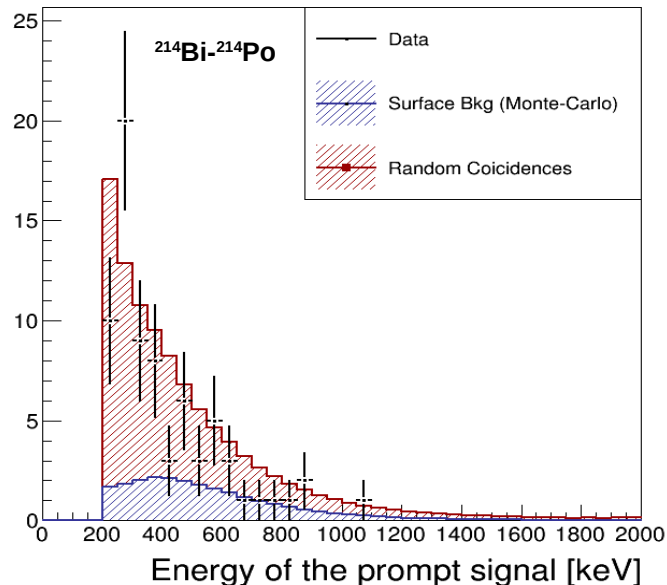 25
20
15
10
5
0
²¹⁴Bi-²¹⁴Po
Data
Surface Bkg (Monte-Carlo)
Random Coicidences
0 200 400 600 800 1000 1200 1400 1600 1800 2000
Energy of the prompt signal [keV]